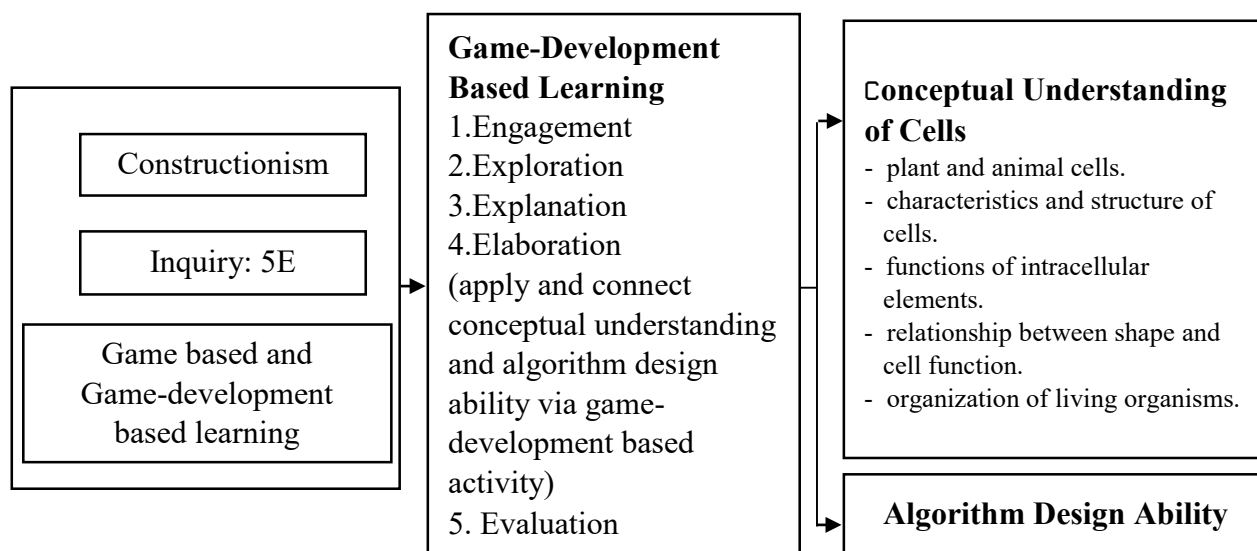 Constructionism
Inquiry: 5E
Game based and
Game-development
based learning
Game-Development
Based Learning
1.Engagement
2.Exploration
3.Explanation
4.Elaboration
(apply and connect
conceptual understanding
and algorithm design
ability via game-
development based
activity)
5. Evaluation
Conceptual Understanding
of Cells
- plant and animal cells.
- characteristics and structure of
cells.
- functions of intracellular
elements.
- relationship between shape and
cell function.
- organization of living organisms.
Algorithm Design Ability